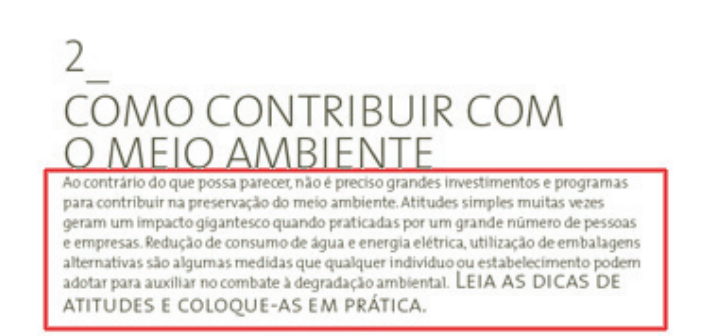 2_
COMO CONTRIBUIR COM
O MEIO AMBIENTE
Ao contrário do que possa parecer, não é preciso grandes investimentos e programas
para contribuir na preservação do meio ambiente. Atitudes simples muitas vezes
geram um impacto gigantesco quando praticadas por um grande número de pessoas
e empresas. Redução de consumo de água e energia elétrica, utilização de embalagens
alternativas são algumas medidas que qualquer indivíduo ou estabelecimento podem
adotar para auxiliar no combate à degradação ambiental. LEIA AS DICAS DE
ATITUDES E COLOQUE-AS EM PRÁTICA.